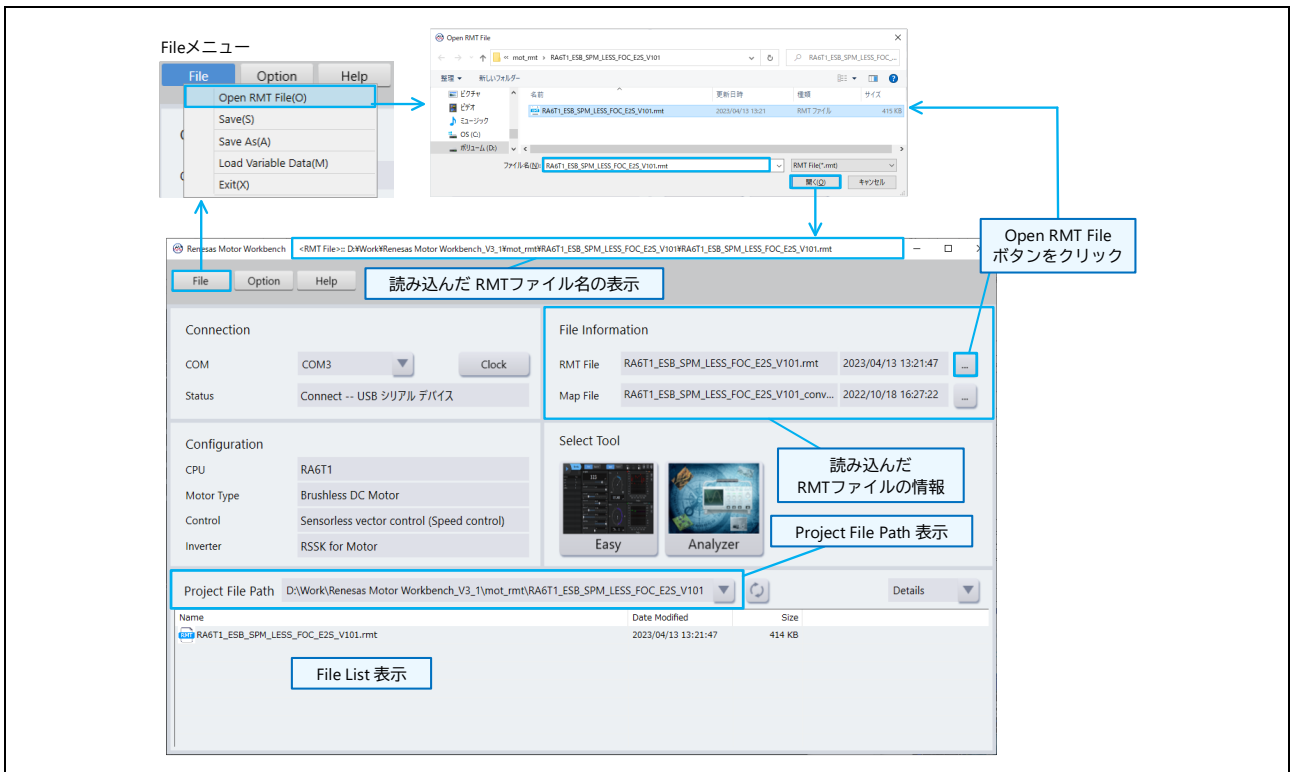 Fileメニュー
File Option Help
Open RMT File(O)
Save(S)
Save As(A)
Load Variable Data(M)
Exit(X)
Open RMT File
« mot_rmt › RA6T1_ESB_SPM_LESS_FOC_E2S_V101
RA6T1_ESB_SPM_LESS_FOC_...
整理 新しいフォルダー
ビデオ
ミュージック
OS (C:)
ボリューム (D:)
名前 更新日時 種類 サイズ
RA6T1_ESB_SPM_LESS_FOC_E2S_V101.rmt 2023/04/13 13:21 RMT ファイル 415 KB
ファイル名(N): RA6T1_ESB_SPM_LESS_FOC_E2S_V101.rmt RMT File(*.rmt)
開く(O) キャンセル
Open RMT File
ボタンをクリック
Renesas Motor Workbench <RMT File>:: D:¥Work¥Renesas Motor Workbench_V3_1¥mot_rmt¥RA6T1_ESB_SPM_LESS_FOC_E2S_V101¥RA6T1_ESB_SPM_LESS_FOC_E2S_V101.rmt
File Option Help
読み込んだ RMTファイル名の表示
Connection
COM COM3 Clock
Status Connect -- USB シリアル デバイス
File Information
RMT File RA6T1_ESB_SPM_LESS_FOC_E2S_V101.rmt 2023/04/13 13:21:47 ...
Map File RA6T1_ESB_SPM_LESS_FOC_E2S_V101_conv... 2022/10/18 16:27:22 ...
Configuration
CPU RA6T1
Motor Type Brushless DC Motor
Control Sensorless vector control (Speed control)
Inverter RSSK for Motor
Select Tool
Easy Analyzer
読み込んだ
RMTファイルの情報
Project File Path 表示
Project File Path D:\Work\Renesas Motor Workbench_V3_1\mot_rmt\RA6T1_ESB_SPM_LESS_FOC_E2S_V101 Details
Name Date Modified Size
RA6T1_ESB_SPM_LESS_FOC_E2S_V101.rmt 2023/04/13 13:21:47 414 KB
File List 表示